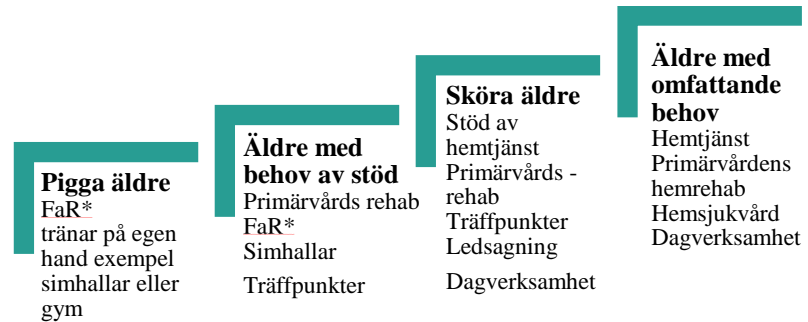 Pigga äldre
FaR*
tränar på egen
hand exempel
simhallar eller
gym
Äldre med
behov av stöd
Primärvårds rehab
FaR*
Simhallar
Träffpunkter
Sköra äldre
Stöd av
hemtjänst
Primärvårds -
rehab
Träffpunkter
Ledsagning
Dagverksamhet
Äldre med
omfattande
behov
Hemtjänst
Primärvårdens
hemrehab
Hemsjukvård
Dagverksamhet